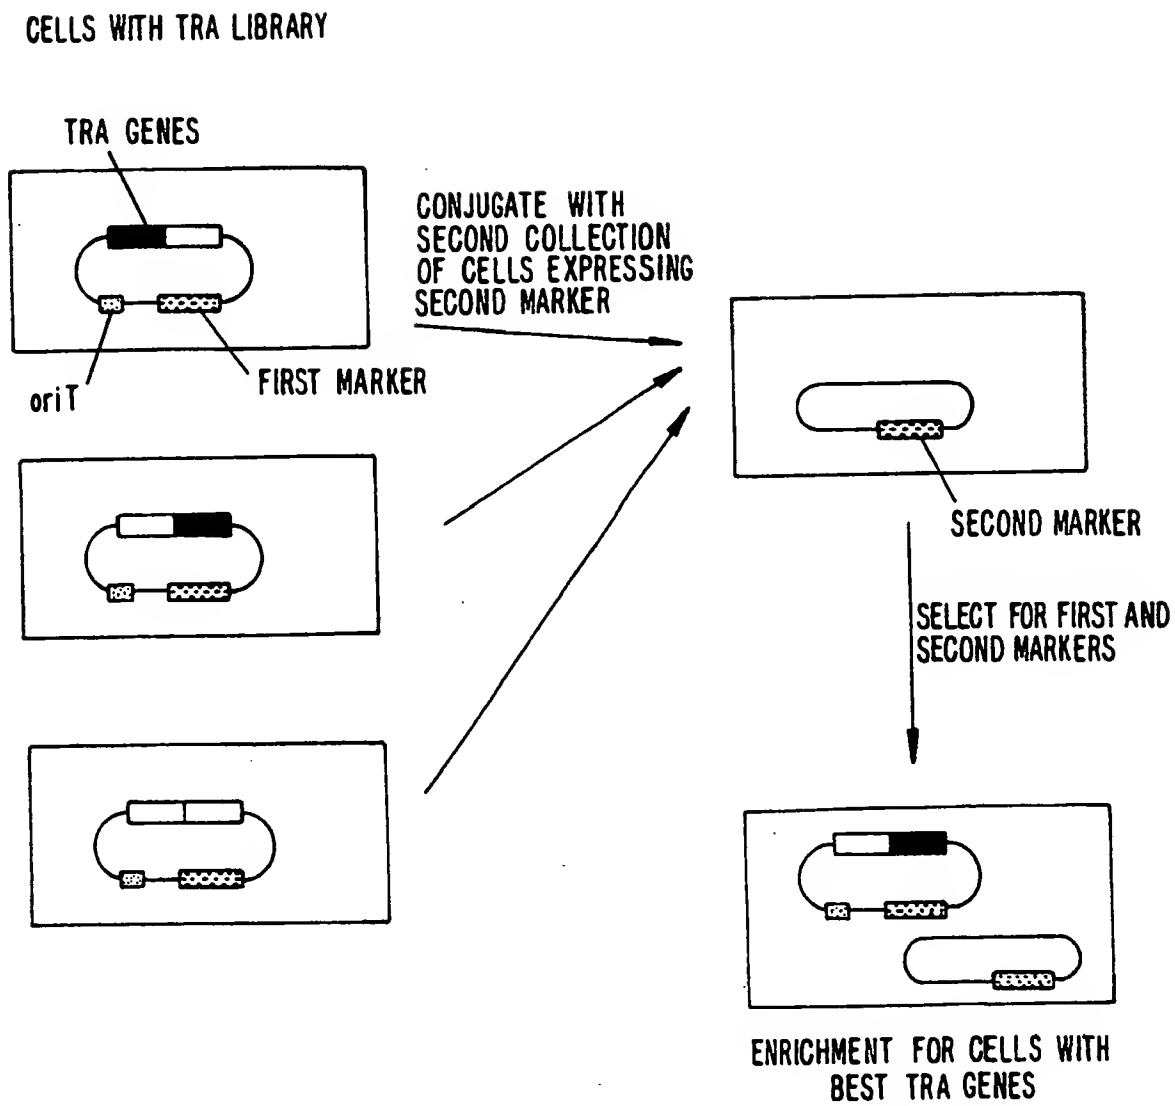 CELLS WITH TRA LIBRARY
TRA GENES
CONJUGATE WITH
SECOND COLLECTION
OF CELLS EXPRESSING
SECOND MARKER
oriT
FIRST MARKER
SECOND MARKER
SELECT FOR FIRST AND
SECOND MARKERS
ENRICHMENT FOR CELLS WITH
BEST TRA GENES